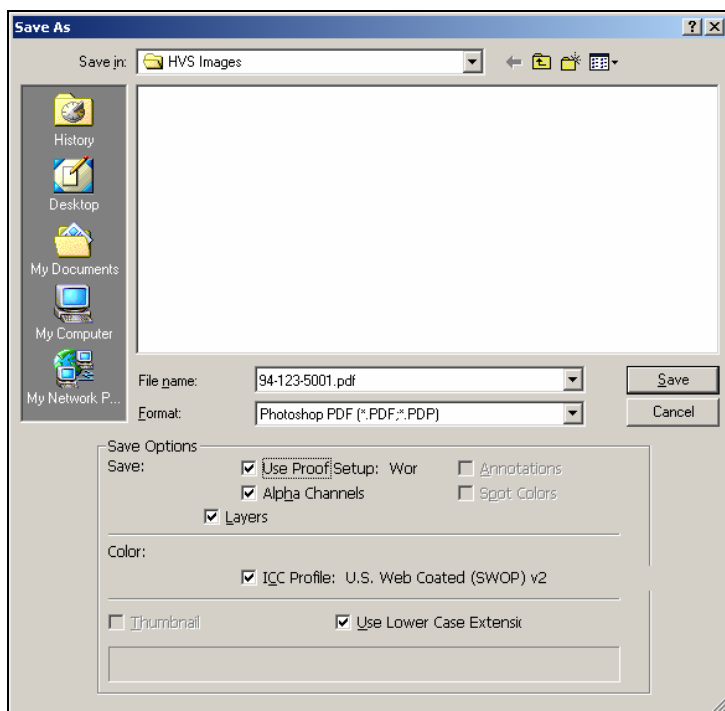 Save As
Save in: HVS Images
History
Desktop
My Documents
My Computer
My Network P...
File name: 94-123-5001.pdf Save
Format: Photoshop PDF (*.PDF;*.PDP) Cancel
Save Options
Save: Use Proof Setup: Wor Annotations
Alpha Channels Spot Colors
Layers
Color:
ICC Profile: U.S. Web Coated (SWOP) v2
Thumbnail Use Lower Case Extensic